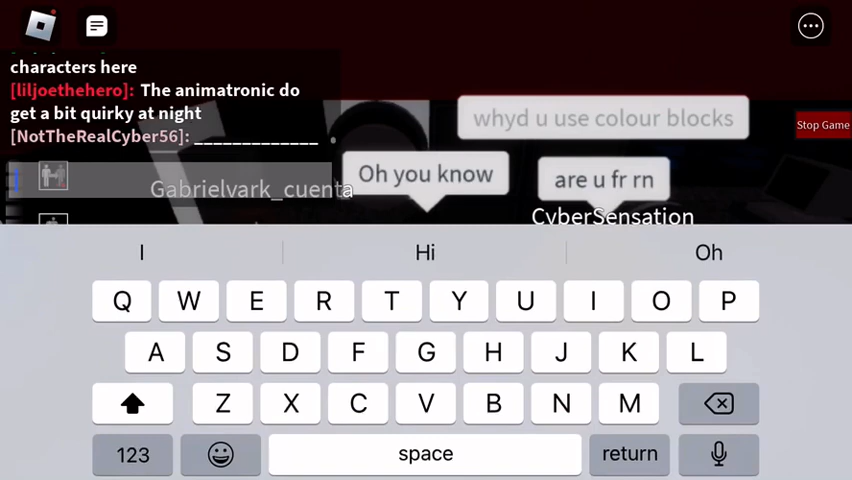 characters here
[liljoethehero]: The animatronic do
get a bit quirky at night
[NotTheRealCyber56]: _____________
whyd u use colour blocks
Stop Game
Oh you know
are u fr rn
Gabrielvark_cuenta
CyberSensation
I Hi Oh
Q W E R T Y U I O P
A S D F G H J K L
Z X C V B N M
123 space return